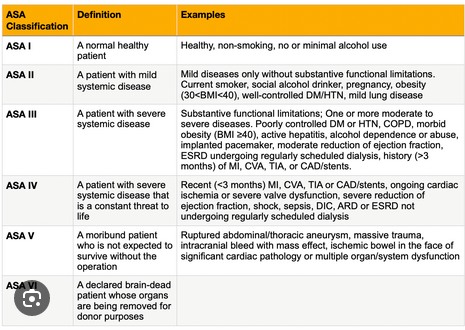 ASA
Classification
Definition
Examples
ASA I
A normal healthy
patient
Healthy, non-smoking, no or minimal alcohol use
ASA II
A patient with mild
systemic disease
Mild diseases only without substantive functional limitations.
Current smoker, social alcohol drinker, pregnancy, obesity
(30<BMI<40), well-controlled DM/HTN, mild lung disease
ASA III
A patient with severe
systemic disease
Substantive functional limitations; One or more moderate to
severe diseases. Poorly controlled DM or HTN, COPD, morbid
obesity (BMI ≥40), active hepatitis, alcohol dependence or abuse,
implanted pacemaker, moderate reduction of ejection fraction,
ESRD undergoing regularly scheduled dialysis, history (>3
months) of MI, CVA, TIA, or CAD/stents.
ASA IV
A patient with severe
systemic disease that
is a constant threat to
life
Recent (<3 months) MI, CVA, TIA or CAD/stents, ongoing cardiac
ischemia or severe valve dysfunction, severe reduction of
ejection fraction, shock, sepsis, DIC, ARD or ESRD not
undergoing regularly scheduled dialysis
ASA V
A moribund patient
who is not expected to
survive without the
operation
Ruptured abdominal/thoracic aneurysm, massive trauma,
intracranial bleed with mass effect, ischemic bowel in the face of
significant cardiac pathology or multiple organ/system dysfunction
ASA VI
A declared brain-dead
patient whose organs
are being removed for
donor purposes